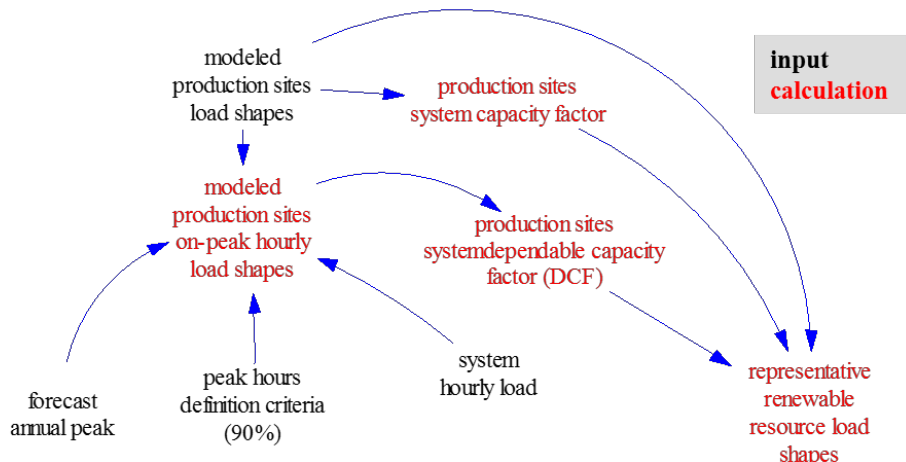 modeled
production sites
load shapes
production sites
system capacity factor
input
calculation
modeled
production sites
on-peak hourly
load shapes
production sites
systemdependable capacity
factor (DCF)
forecast
annual peak
peak hours
definition criteria
(90%)
system
hourly load
representative
renewable
resource load
shapes